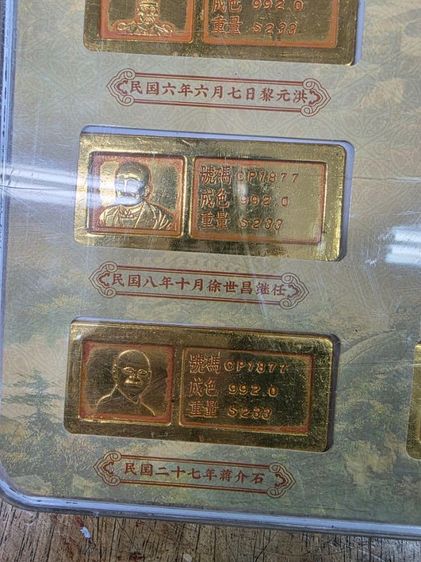 成色 992.0
重量 S233
民国六年六月七日黎元洪
號碼 CP1877
成色 992.0
重量 S233
民国八年十月徐世昌继任
號碼 CP1877
成色 992.0
重量 S233
民国二十七年蒋介石